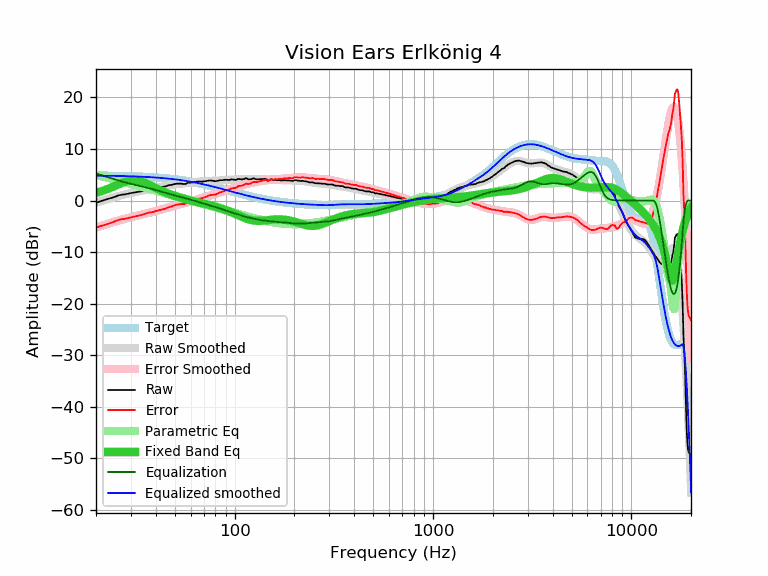 Vision Ears Erlkönig 4
Amplitude (dBr)
20
10
0
−10
−20
−30
−40
−50
−60
Target
Raw Smoothed
Error Smoothed
Raw
Error
Parametric Eq
Fixed Band Eq
Equalization
Equalized smoothed
100
1000
10000
Frequency (Hz)